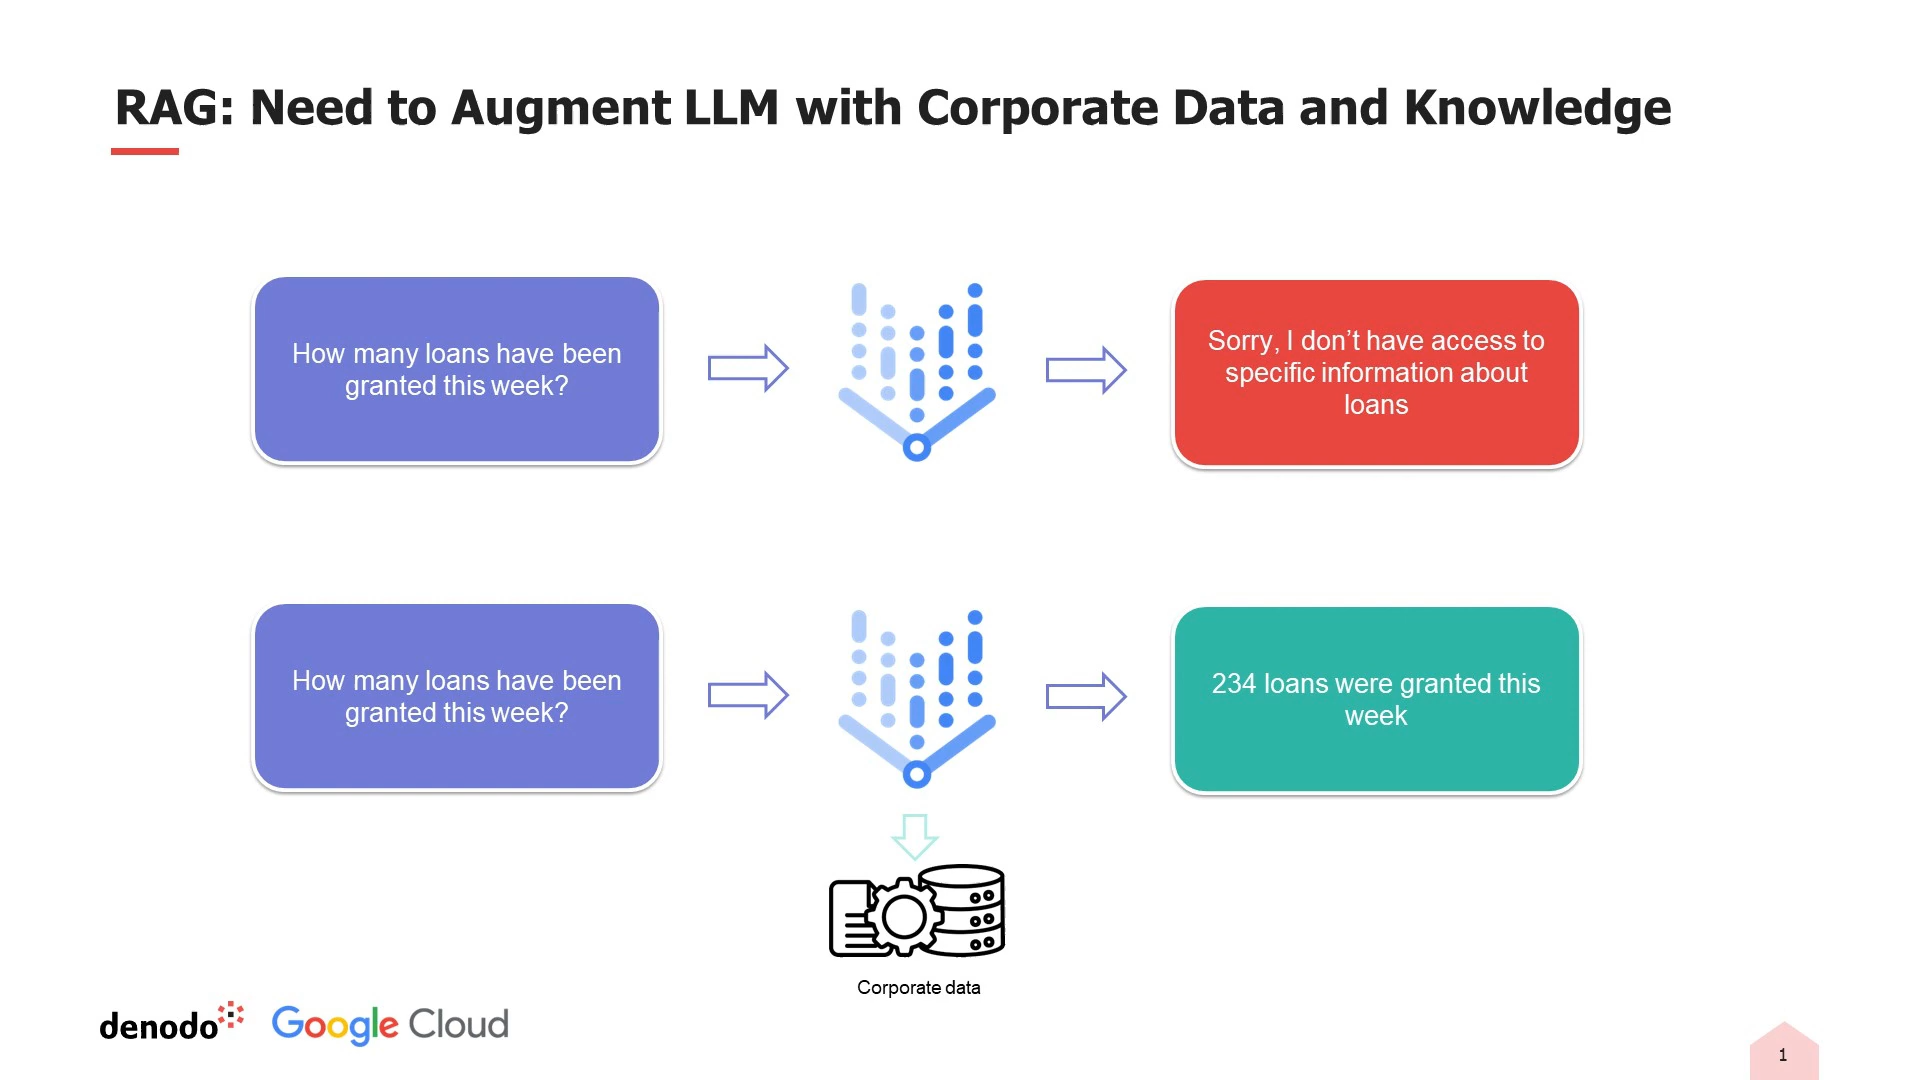 RAG: Need to Augment LLM with Corporate Data and Knowledge
How many loans have been
granted this week?
Sorry, I don’t have access to
specific information about
loans
How many loans have been
granted this week?
234 loans were granted this
week
Corporate data
denodo
Google Cloud
1